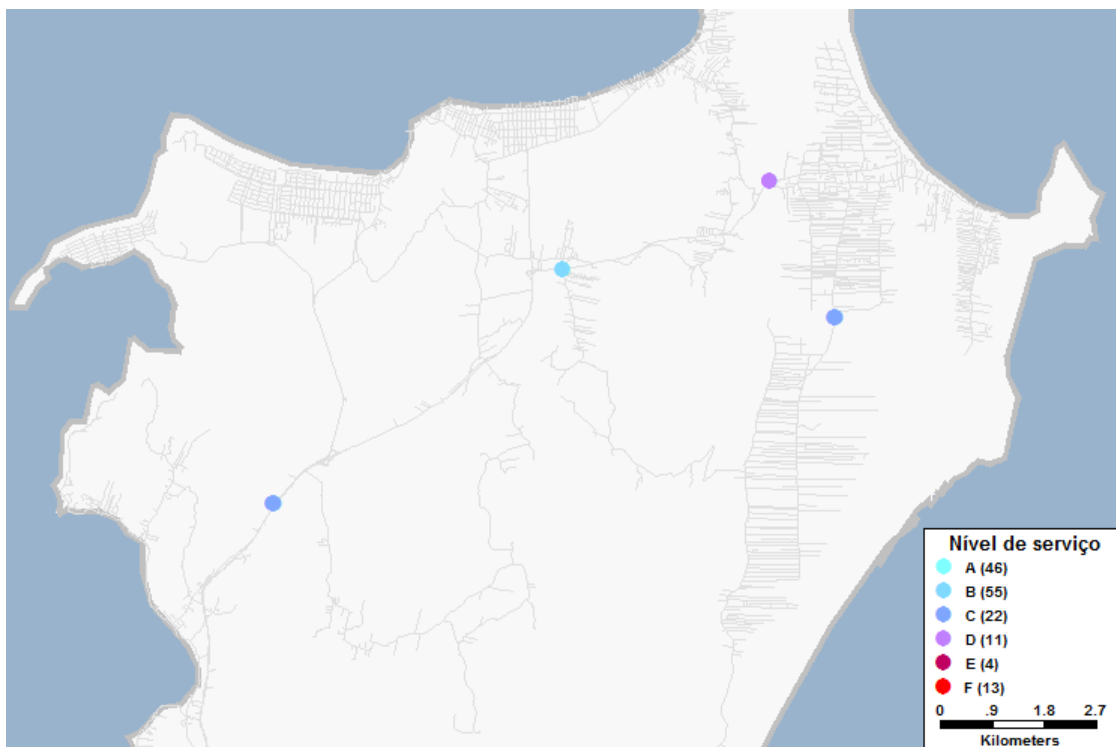 Nível de serviço
A (46)
B (55)
C (22)
D (11)
E (4)
F (13)
0 .9 1.8 2.7
Kilometers